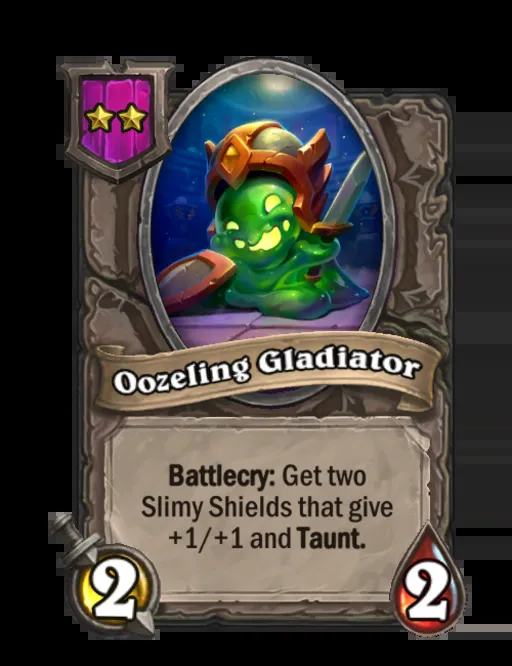 Oozeling Gladiator
Battlecry: Get two
Slimy Shields that give
+1/+1 and Taunt.
2
2